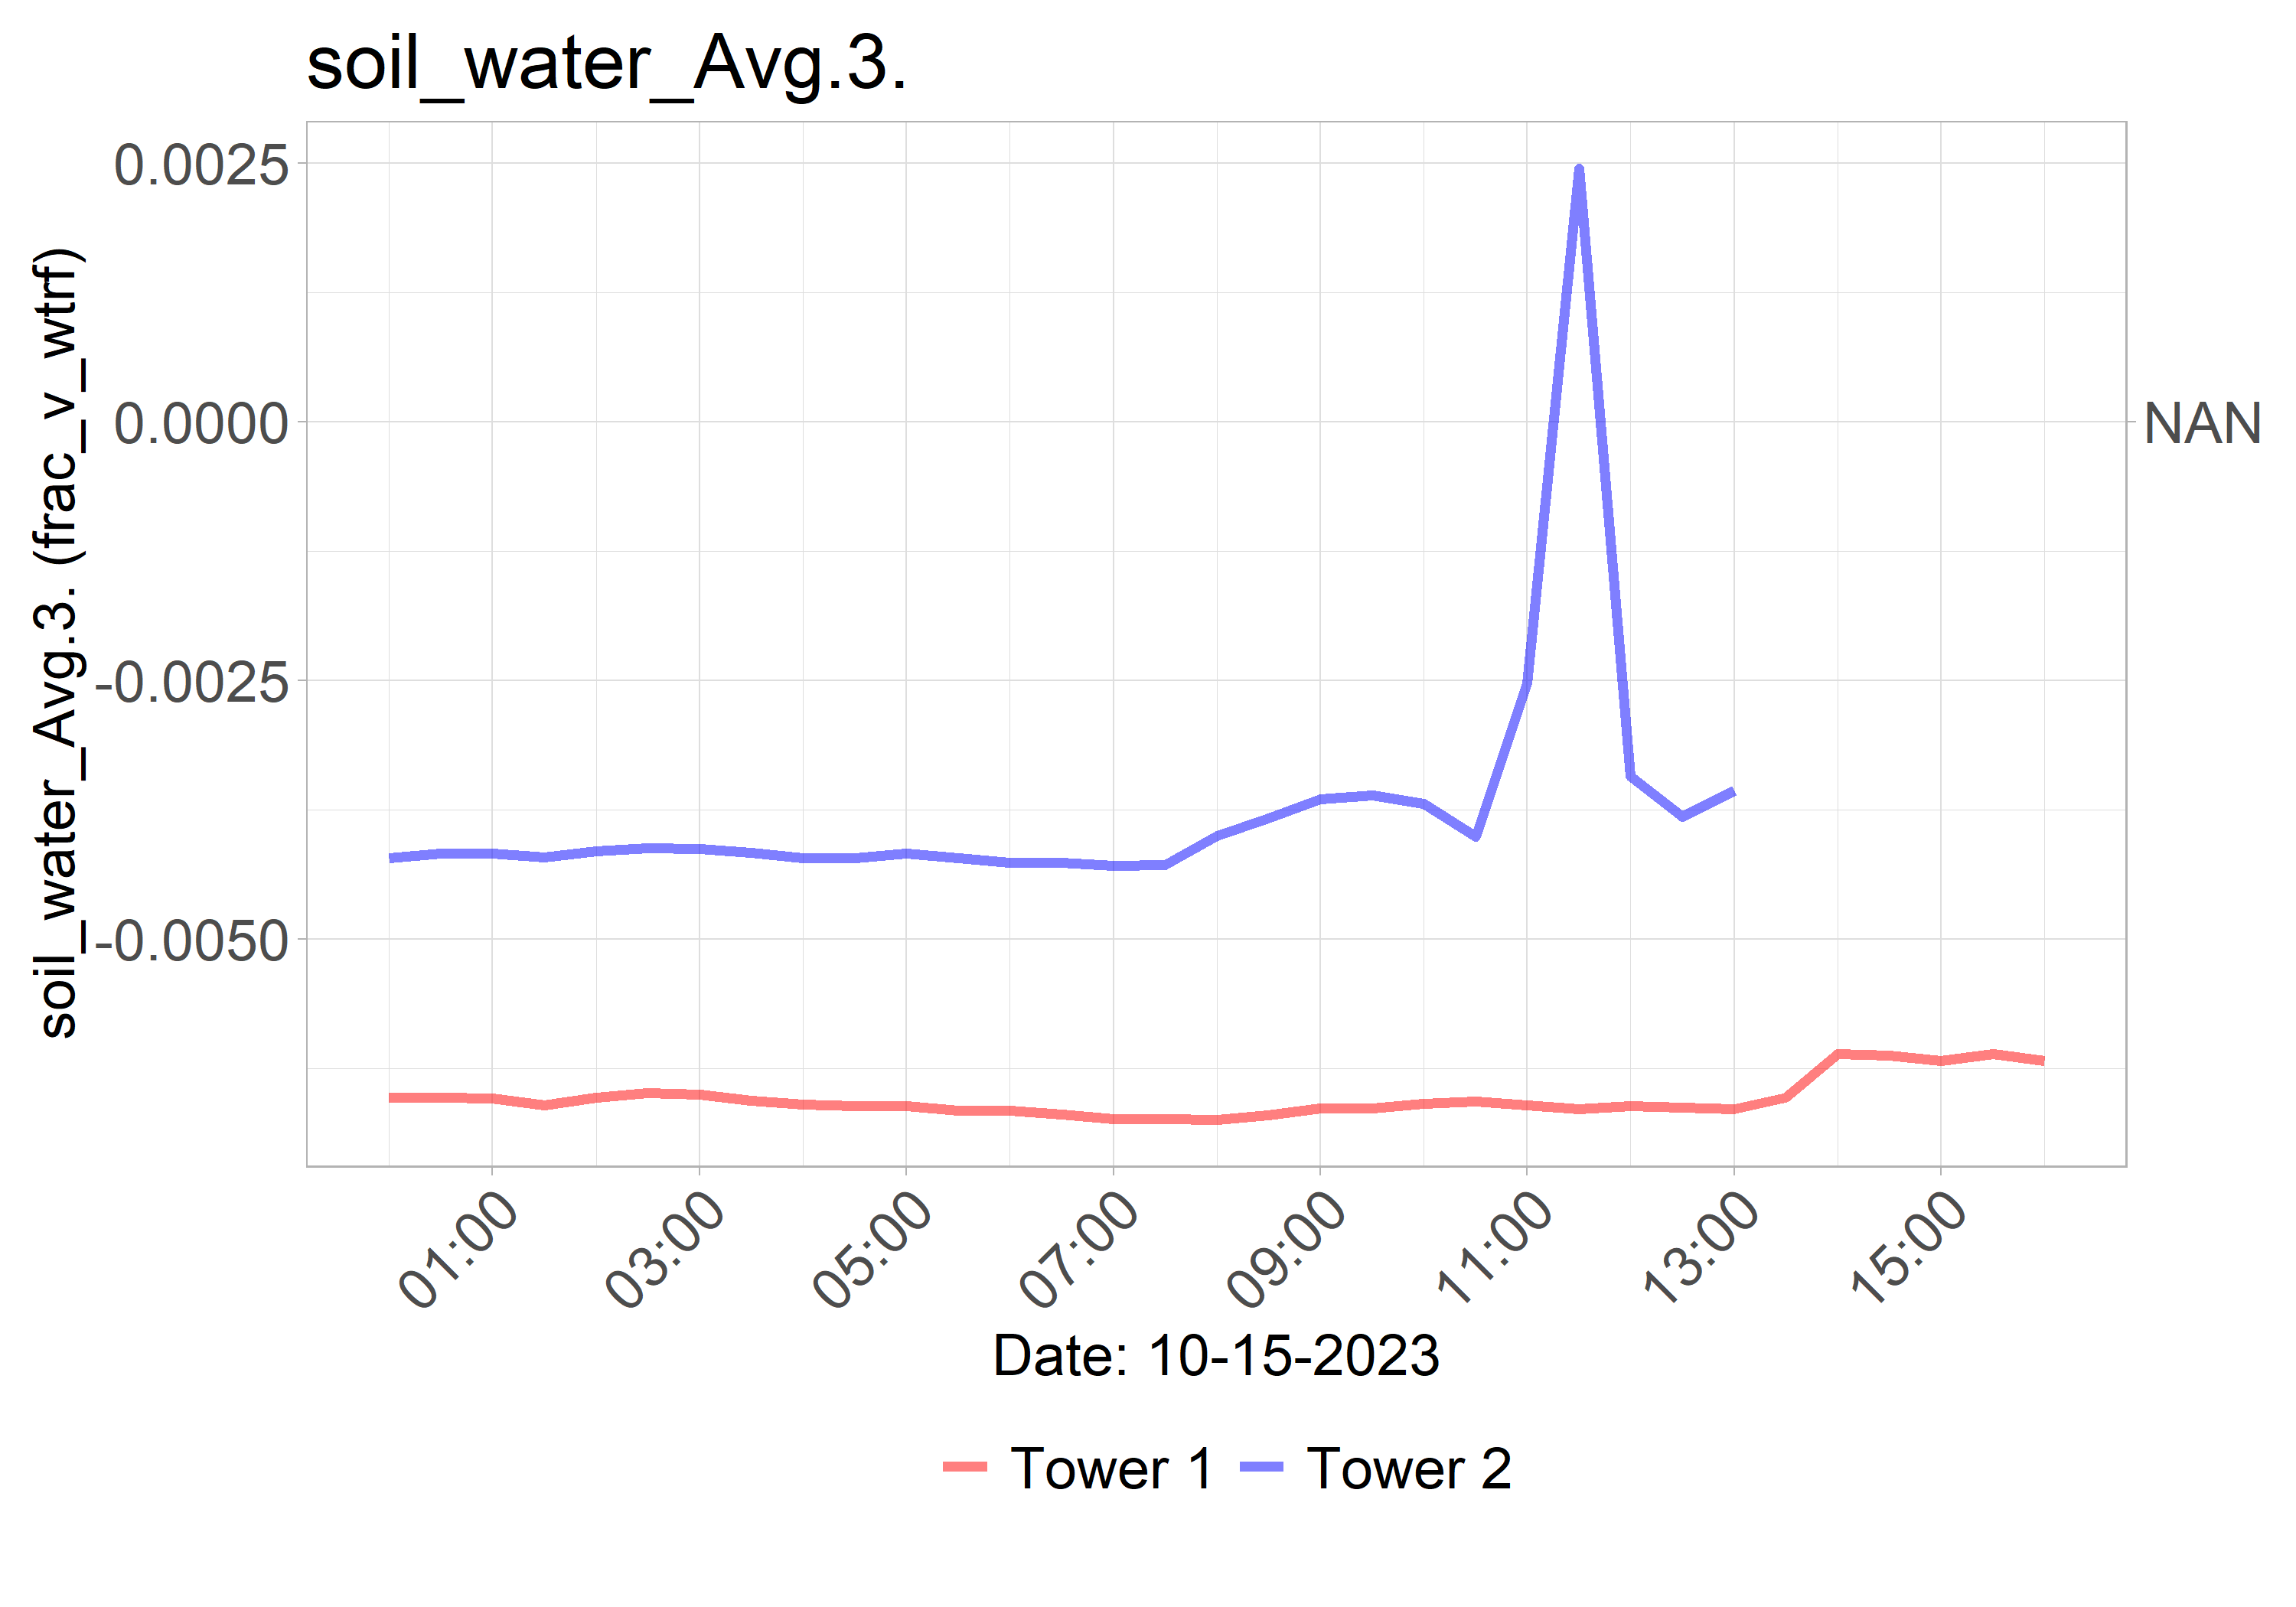 soil_water_Avg.3.
soil_water_Avg.3. (frac_v_wtrf)
0.0025
0.0000
-0.0025
-0.0050
NAN
01:00
03:00
05:00
07:00
09:00
11:00
13:00
15:00
Date: 10-15-2023
Tower 1
Tower 2